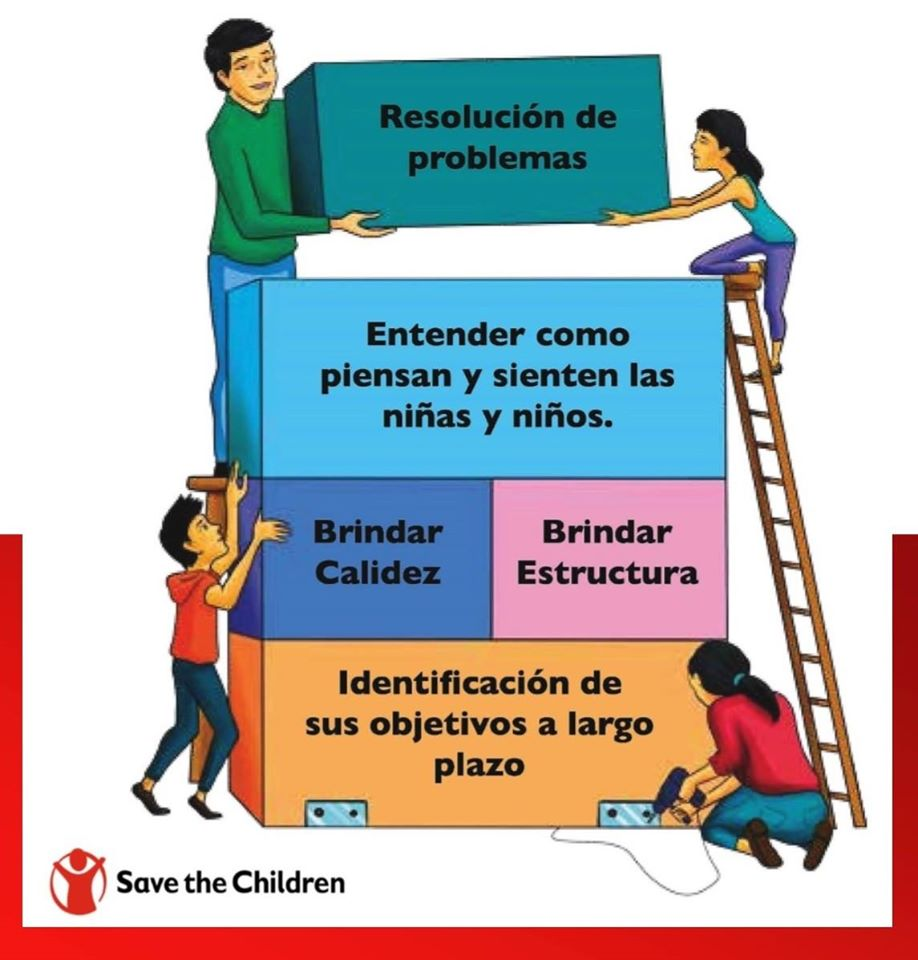 Resolución de
problemas
Entender como
piensan y sienten las
niñas y niños.
Brindar
Calidez
Brindar
Estructura
Identificación de
sus objetivos a largo
plazo
Save the Children